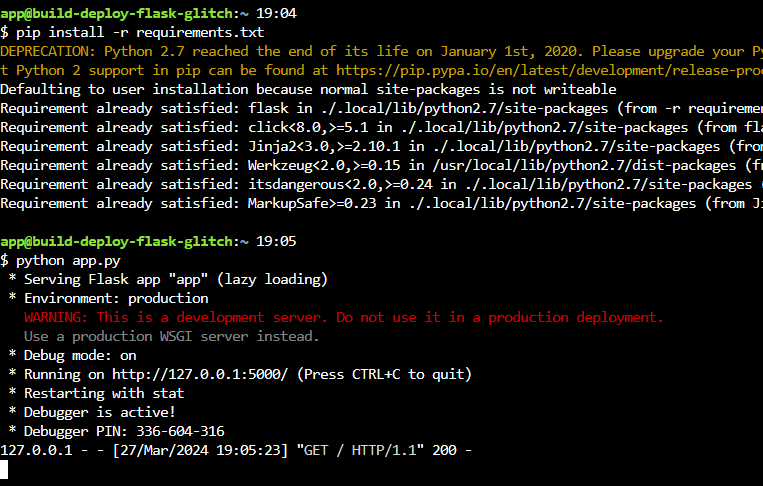 app@build-deploy-flask-glitch:~ 19:04
$ pip install -r requirements.txt
DEPRECATION: Python 2.7 reached the end of its life on January 1st, 2020. Please upgrade your Py
t Python 2 support in pip can be found at https://pip.pypa.io/en/latest/development/release-proc
Defaulting to user installation because normal site-packages is not writeable
Requirement already satisfied: flask in ./.local/lib/python2.7/site-packages (from -r requiremen
Requirement already satisfied: click<8.0,>=5.1 in ./.local/lib/python2.7/site-packages (from fla
Requirement already satisfied: Jinja2<3.0,>=2.10.1 in ./.local/lib/python2.7/site-packages (from
Requirement already satisfied: Werkzeug<2.0,>=0.15 in /usr/local/lib/python2.7/dist-packages (fr
Requirement already satisfied: itsdangerous<2.0,>=0.24 in ./.local/lib/python2.7/site-packages (
Requirement already satisfied: MarkupSafe>=0.23 in ./.local/lib/python2.7/site-packages (from Ji
app@build-deploy-flask-glitch:~ 19:05
$ python app.py
* Serving Flask app "app" (lazy loading)
* Environment: production
WARNING: This is a development server. Do not use it in a production deployment.
Use a production WSGI server instead.
* Debug mode: on
* Running on http://127.0.0.1:5000/ (Press CTRL+C to quit)
* Restarting with stat
* Debugger is active!
* Debugger PIN: 336-604-316
127.0.0.1 - - [27/Mar/2024 19:05:23] "GET / HTTP/1.1" 200 -